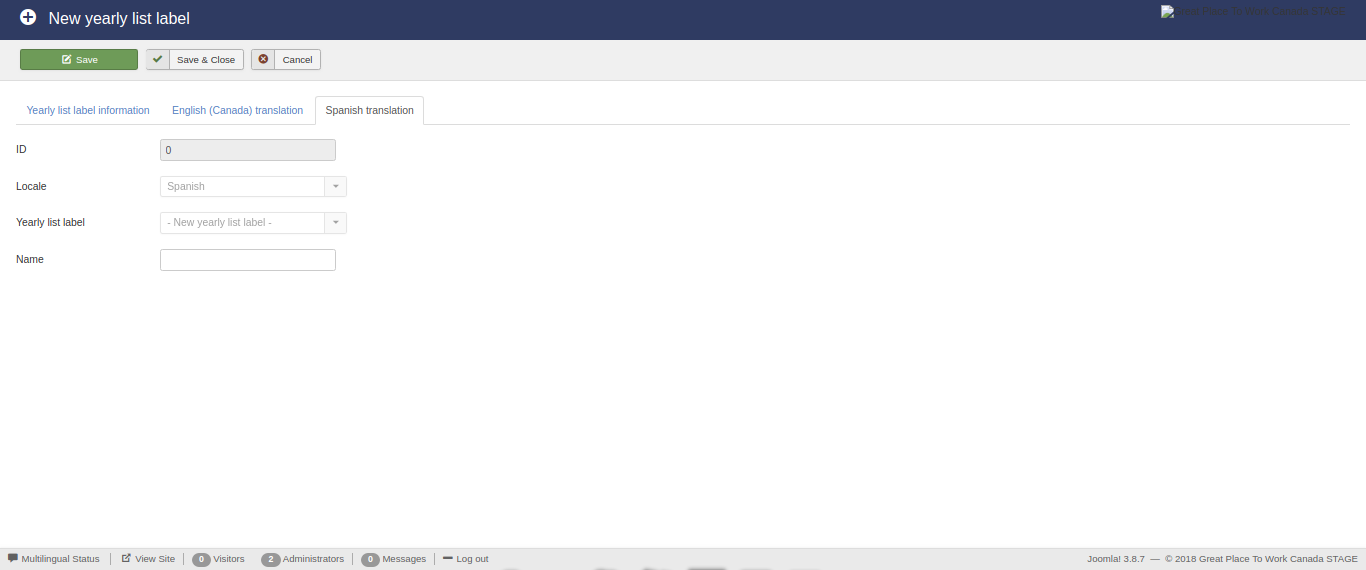 New yearly list label
Great Place To Work Canada STAGE
Save
Save & Close
Cancel
Yearly list label information
English (Canada) translation
Spanish translation
ID
0
Locale
Spanish
Yearly list label
- New yearly list label -
Name
Multilingual Status
View Site
0 Visitors
2 Administrators
0 Messages
Log out
Joomla! 3.8.7 — © 2018 Great Place To Work Canada STAGE